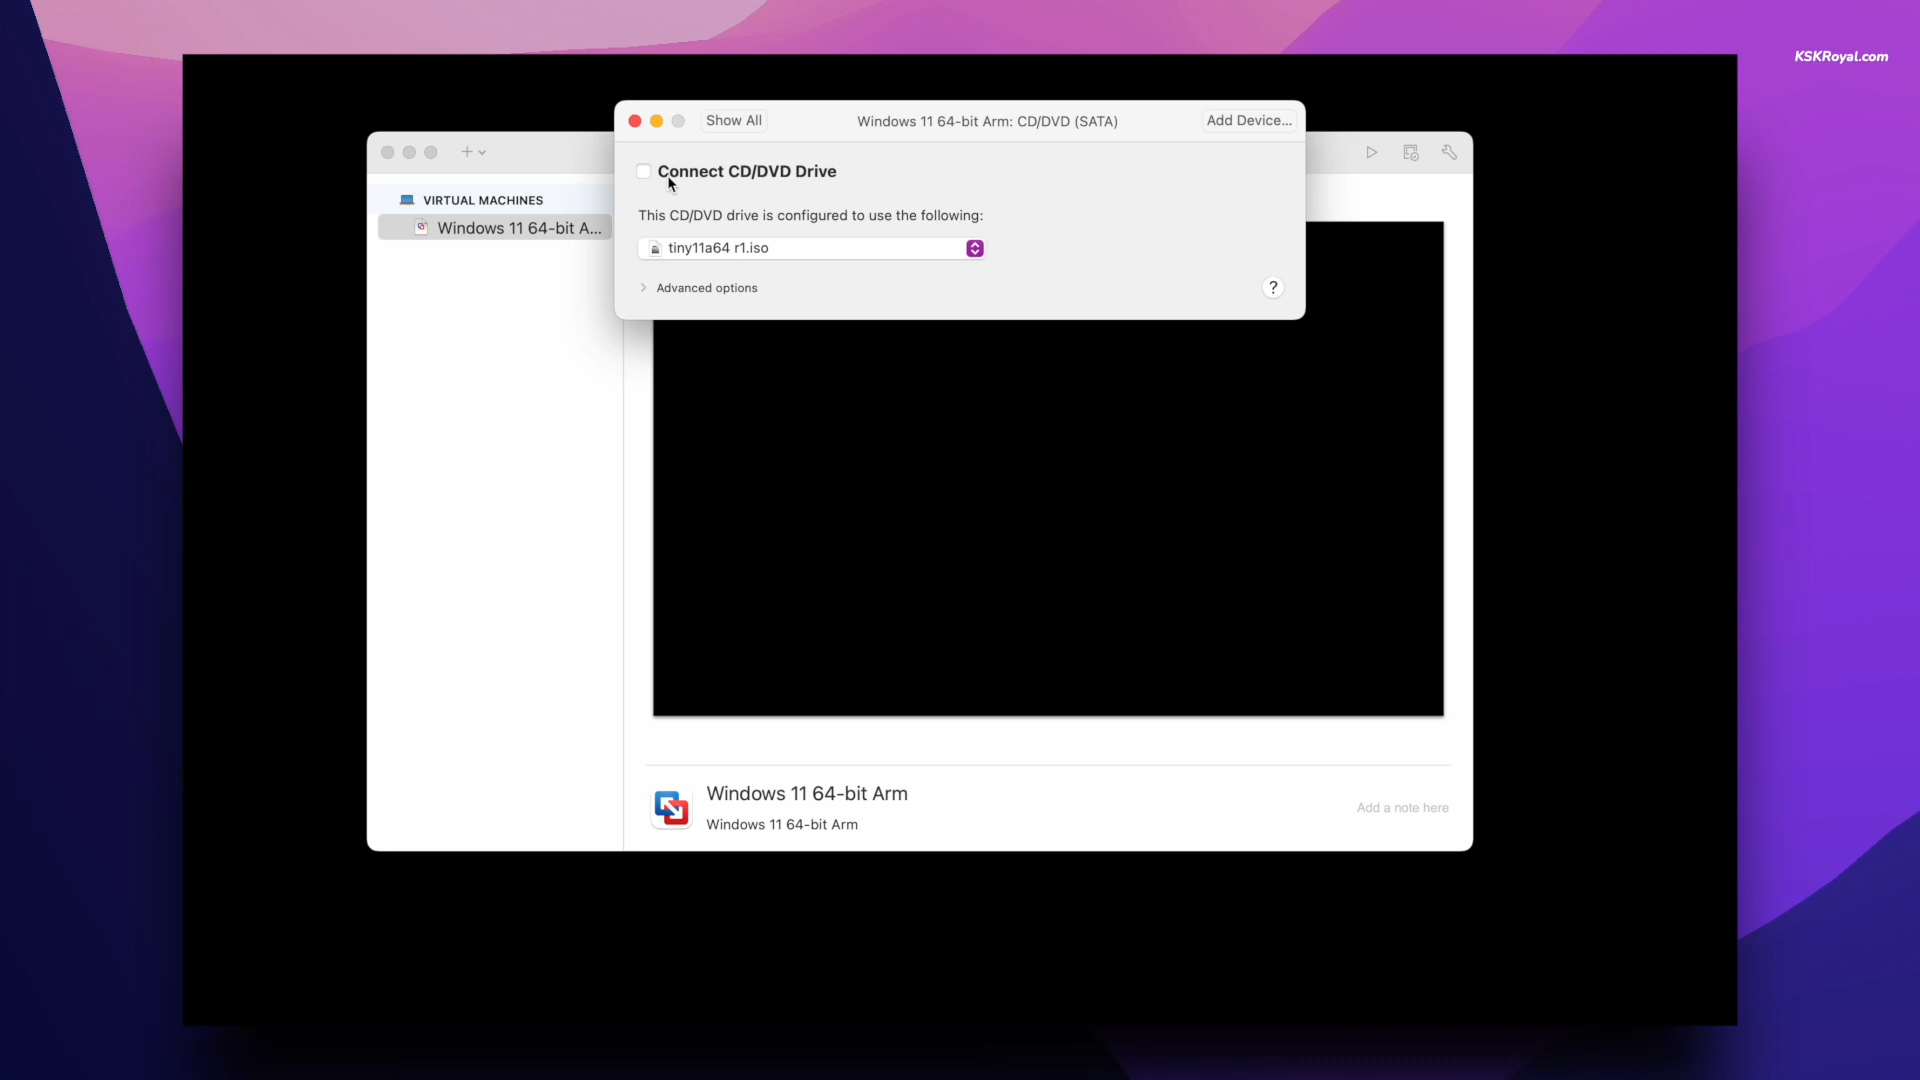 KSKRoyal.com
Show All
Windows 11 64-bit Arm: CD/DVD (SATA)
Add Device...
Connect CD/DVD Drive
This CD/DVD drive is configured to use the following:
tiny11a64 r1.iso
Advanced options
?
VIRTUAL MACHINES
Windows 11 64-bit A...
Windows 11 64-bit Arm
Windows 11 64-bit Arm
Add a note here